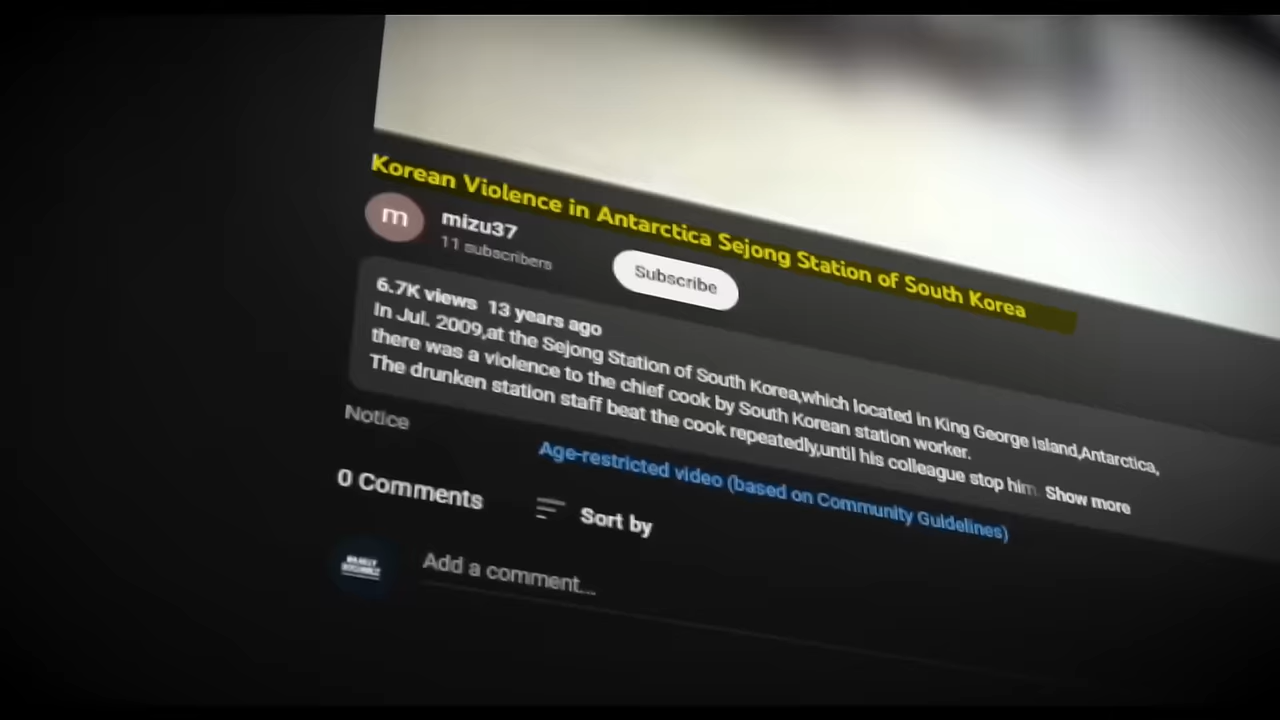 Korean Violence in Antarctica Sejong Station of South Korea
m
mizu37
11 subscribers
Subscribe
6.7K views 13 years ago
In Jul. 2009,at the Sejong Station of South Korea,which located in King George Island,Antarctica,
there was a violence to the chief cook by South Korean station worker.
The drunken station staff beat the cook repeatedly,until his colleague stop him. Show more
Notice
Age-restricted video (based on Community Guidelines)
0 Comments
Sort by
Add a comment...